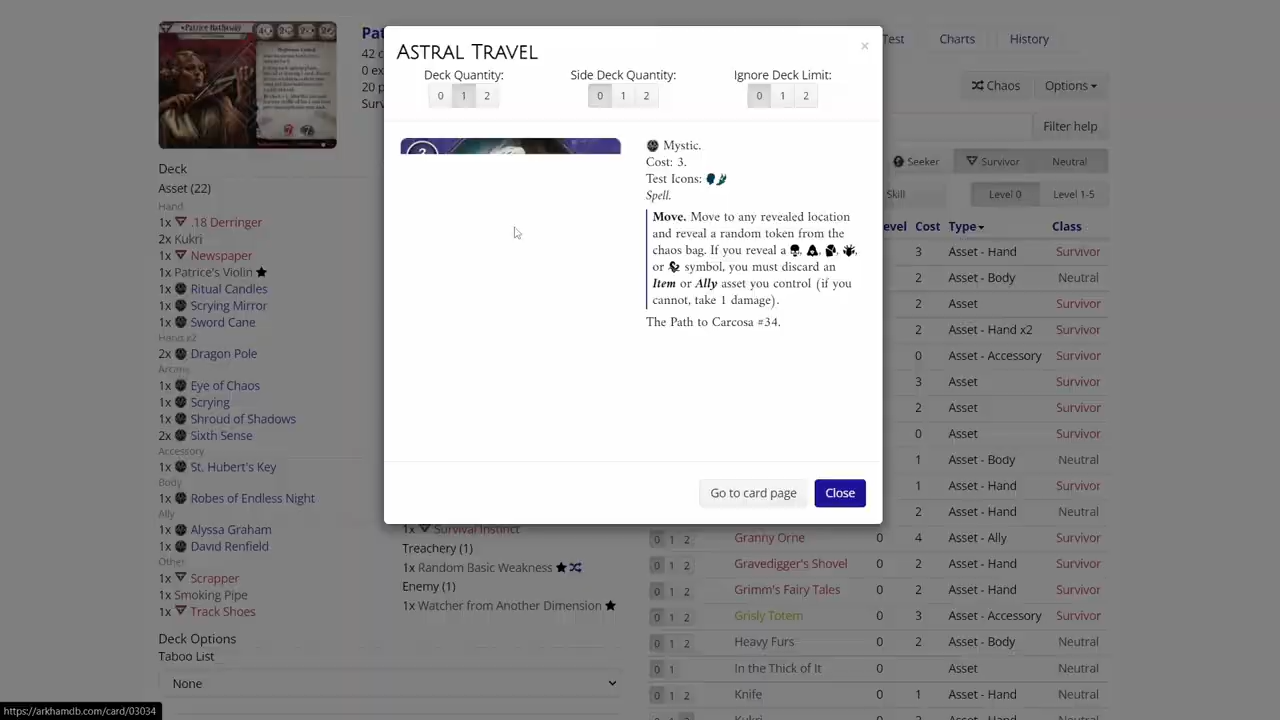 Patrice Hathaway
Pat
42 c
0 ex
20 p
Surv
Test
Charts
History
Chaos
Options
Filter help
Seeker
Survivor
Neutral
Skill
Level 0
Level 1-5
ASTRAL TRAVEL
×
Deck Quantity:
Side Deck Quantity:
Ignore Deck Limit:
0 1 2
0 1 2
0 1 2
Mystic.
Cost: 3.
Test Icons:
Spell.
Move. Move to any revealed location
and reveal a random token from the
chaos bag. If you reveal a , , , ,
or symbol, you must discard an
Item or Ally asset you control (if you
cannot, take 1 damage).
The Path to Carcosa #34.
Go to card page
Close
Deck
Asset (22)
Hand
1x .18 Derringer
2x Kukri
1x Newspaper
1x Patrice's Violin
1x Ritual Candles
1x Scrying Mirror
1x Sword Cane
Hand x2
2x Dragon Pole
Arcane
1x Eye of Chaos
1x Scrying
1x Shroud of Shadows
2x Sixth Sense
Accessory
1x St. Hubert's Key
Body
1x Robes of Endless Night
Ally
1x Alyssa Graham
1x David Renfield
Other
1x Scrapper
1x Smoking Pipe
1x Track Shoes
Deck Options
Taboo List
None
1x Survival Instinct
Treachery (1)
1x Random Basic Weakness
Enemy (1)
1x Watcher from Another Dimension
evel Cost Type Class
3 Asset - Hand Survivor
2 Asset - Body Neutral
2 Asset Survivor
2 Asset - Hand x2 Survivor
0 Asset - Accessory Survivor
3 Asset Survivor
2 Asset Survivor
0 Asset Survivor
1 Asset - Body Neutral
1 Asset - Hand Survivor
2 Asset - Hand Neutral
0 1 2 Granny Orne 0 4 Asset - Ally Survivor
0 1 2 Gravedigger's Shovel 0 2 Asset - Hand Survivor
0 1 2 Grimm's Fairy Tales 0 2 Asset - Hand Survivor
0 1 2 Grisly Totem 0 3 Asset - Accessory Survivor
0 1 2 Heavy Furs 0 2 Asset - Body Neutral
0 1 In the Thick of It 0 Asset Neutral
0 1 2 Knife 0 1 Asset - Hand Neutral
https://arkhamdb.com/card/03034